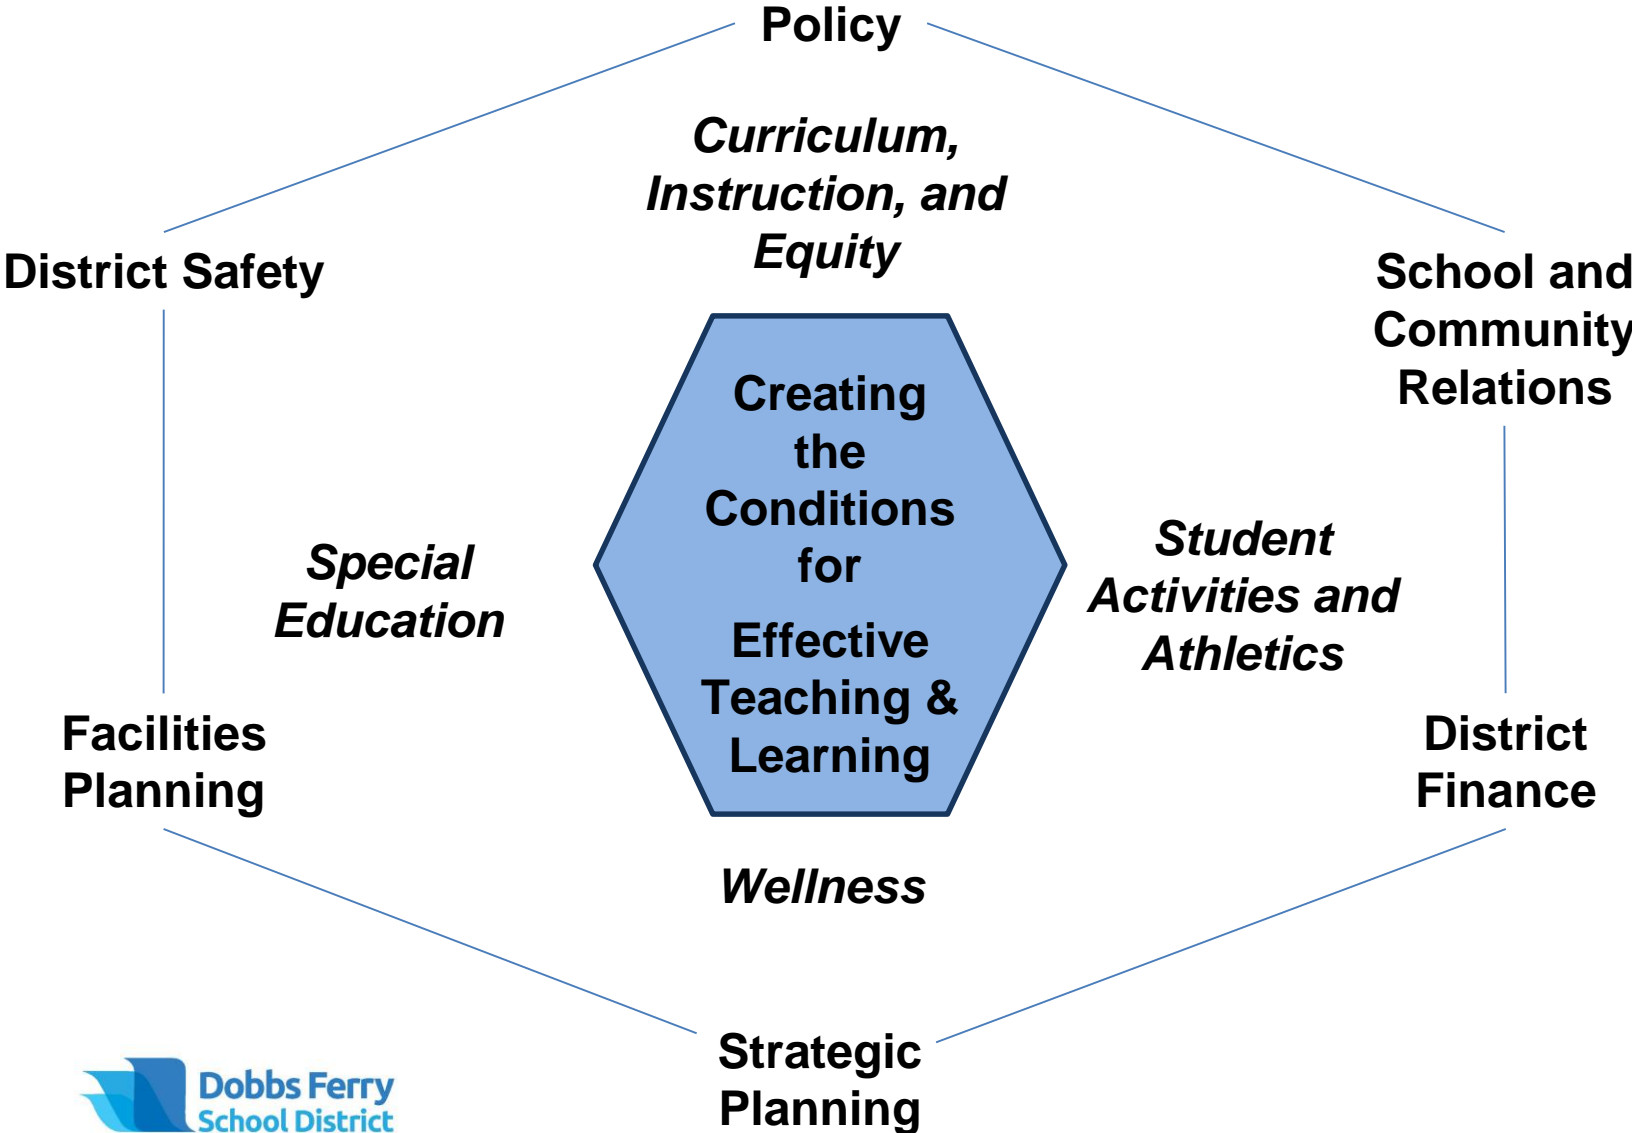 Policy
Curriculum,
Instruction, and
Equity
District Safety
School and
Community
Relations
Creating
the
Conditions
for
Effective
Teaching &
Learning
Special
Education
Student
Activities and
Athletics
Facilities
Planning
District
Finance
Wellness
Strategic
Planning
Dobbs Ferry
School District